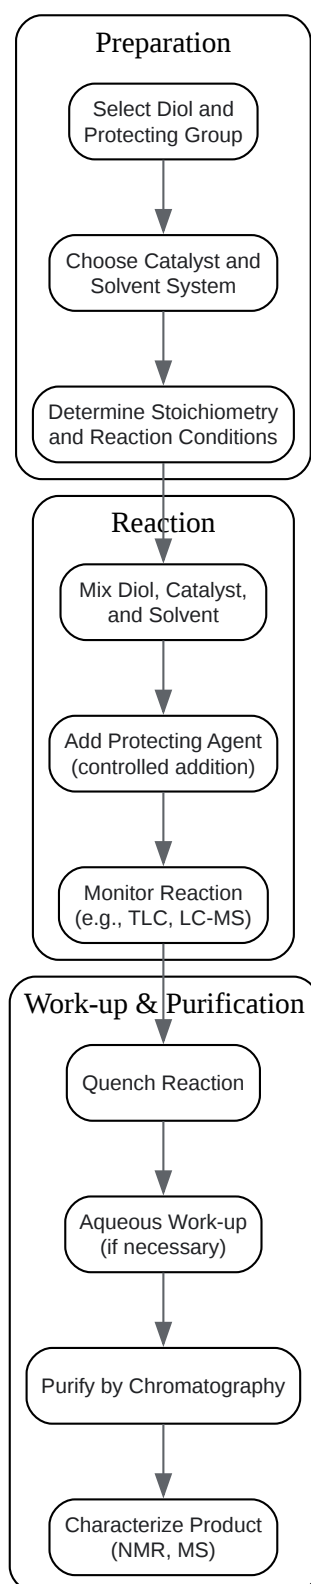 Preparation
Select Diol and
Protecting Group
Choose Catalyst and
Solvent System
Determine Stoichiometry
and Reaction Conditions
Reaction
Mix Diol, Catalyst,
and Solvent
Add Protecting Agent
(controlled addition)
Monitor Reaction
(e.g., TLC, LC-MS)
Work-up & Purification
Quench Reaction
Aqueous Work-up
(if necessary)
Purify by Chromatography
Characterize Product
(NMR, MS)